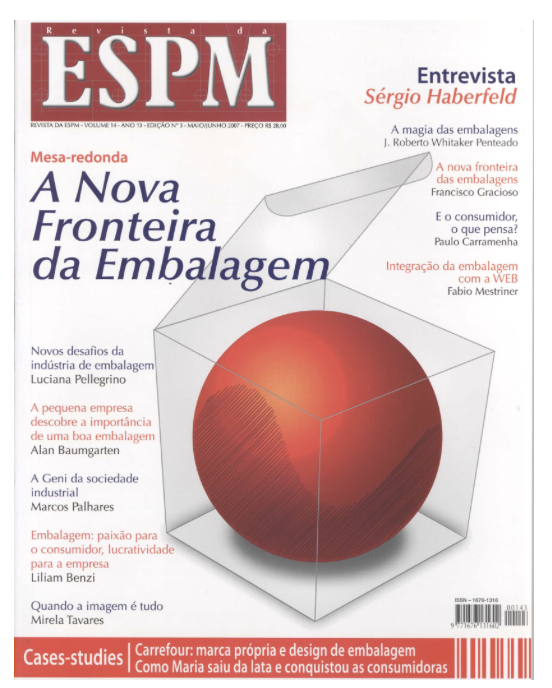 Revista da
ESPM
REVISTA DA ESPM - VOLUME 14 - ANO 13 - EDIÇÃO Nº 3 - MAIO/JUNHO 2007 - PREÇO R$ 28,00
Entrevista
Sérgio Haberfeld
A magia das embalagens
J. Roberto Whitaker Penteado
A nova fronteira
das embalagens
Francisco Gracioso
E o consumidor,
o que pensa?
Paulo Carramenha
Integração da embalagem
com a WEB
Fabio Mestriner
Mesa-redonda
A Nova
Fronteira
da Embalagem
Novos desafios da
indústria de embalagem
Luciana Pellegrino
A pequena empresa
descobre a importância
de uma boa embalagem
Alan Baumgarten
A Geni da sociedade
industrial
Marcos Palhares
Embalagem: paixão para
o consumidor, lucratividade
para a empresa
Liliam Benzi
Quando a imagem é tudo
Mirela Tavares
ISSN - 1676-1316
00143
9 771676 131602
Cases-studies
Carrefour: marca própria e design de embalagem
Como Maria saiu da lata e conquistou as consumidoras